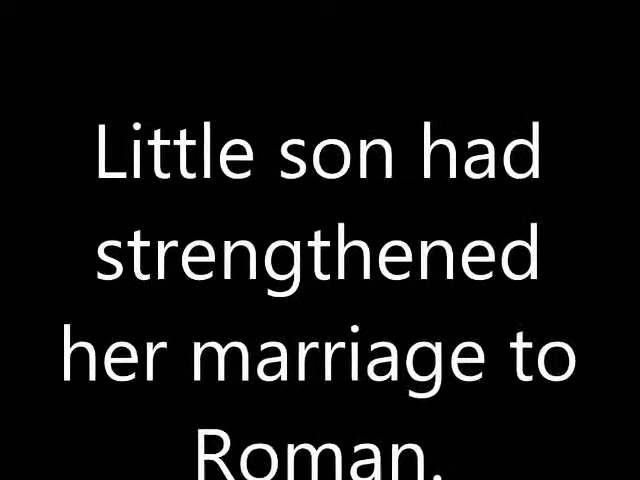 Little son had
strengthened
her marriage to
Roman.